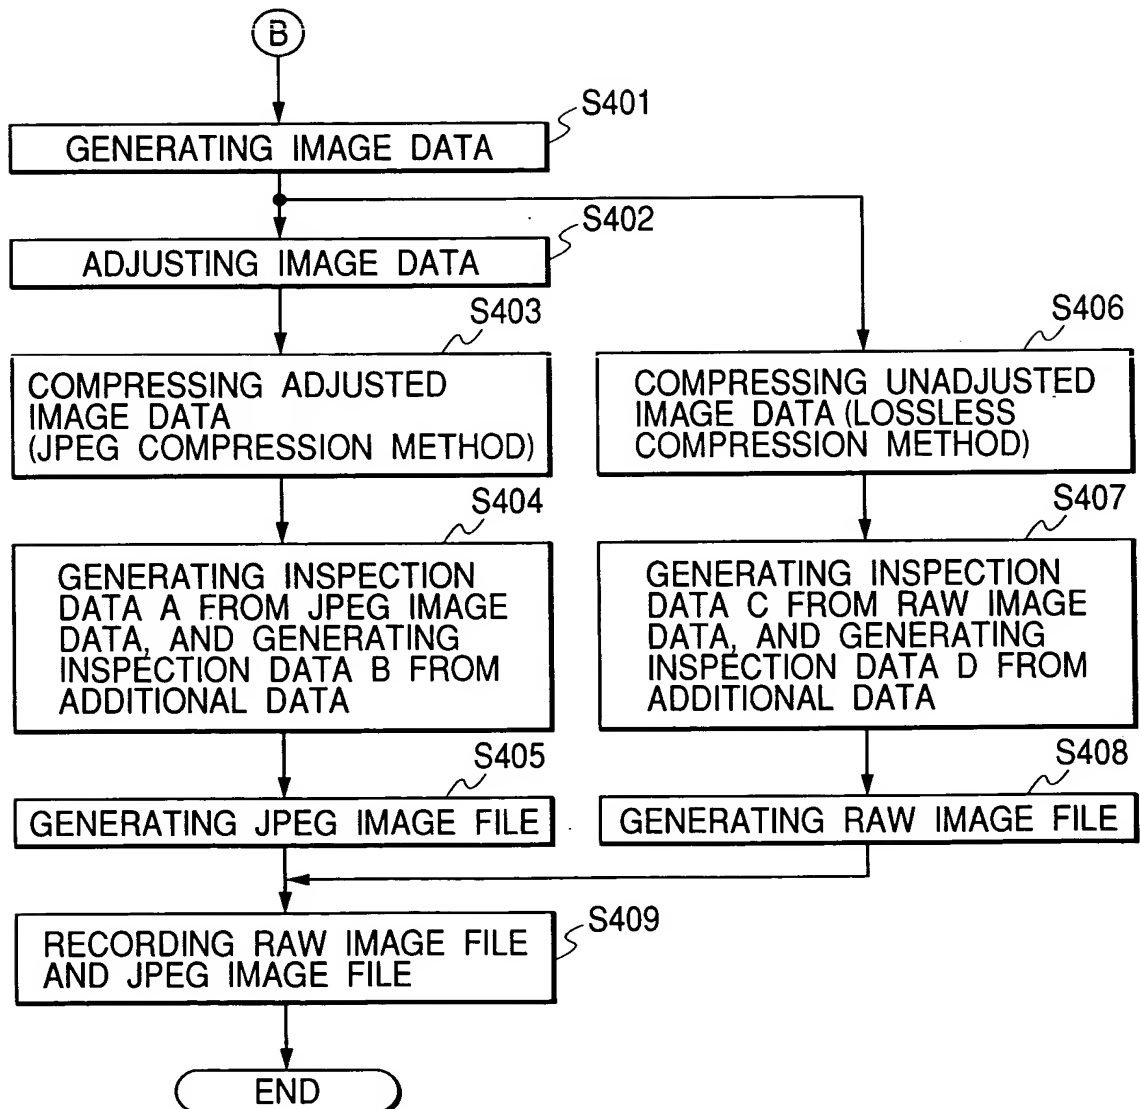 B
S401
GENERATING IMAGE DATA
S402
ADJUSTING IMAGE DATA
S403
COMPRESSING ADJUSTED
IMAGE DATA
(JPEG COMPRESSION METHOD)
S404
GENERATING INSPECTION
DATA A FROM JPEG IMAGE
DATA, AND GENERATING
INSPECTION DATA B FROM
ADDITIONAL DATA
S405
GENERATING JPEG IMAGE FILE
S406
COMPRESSING UNADJUSTED
IMAGE DATA (LOSSLESS
COMPRESSION METHOD)
S407
GENERATING INSPECTION
DATA C FROM RAW IMAGE
DATA, AND GENERATING
INSPECTION DATA D FROM
ADDITIONAL DATA
S408
GENERATING RAW IMAGE FILE
S409
RECORDING RAW IMAGE FILE
AND JPEG IMAGE FILE
END